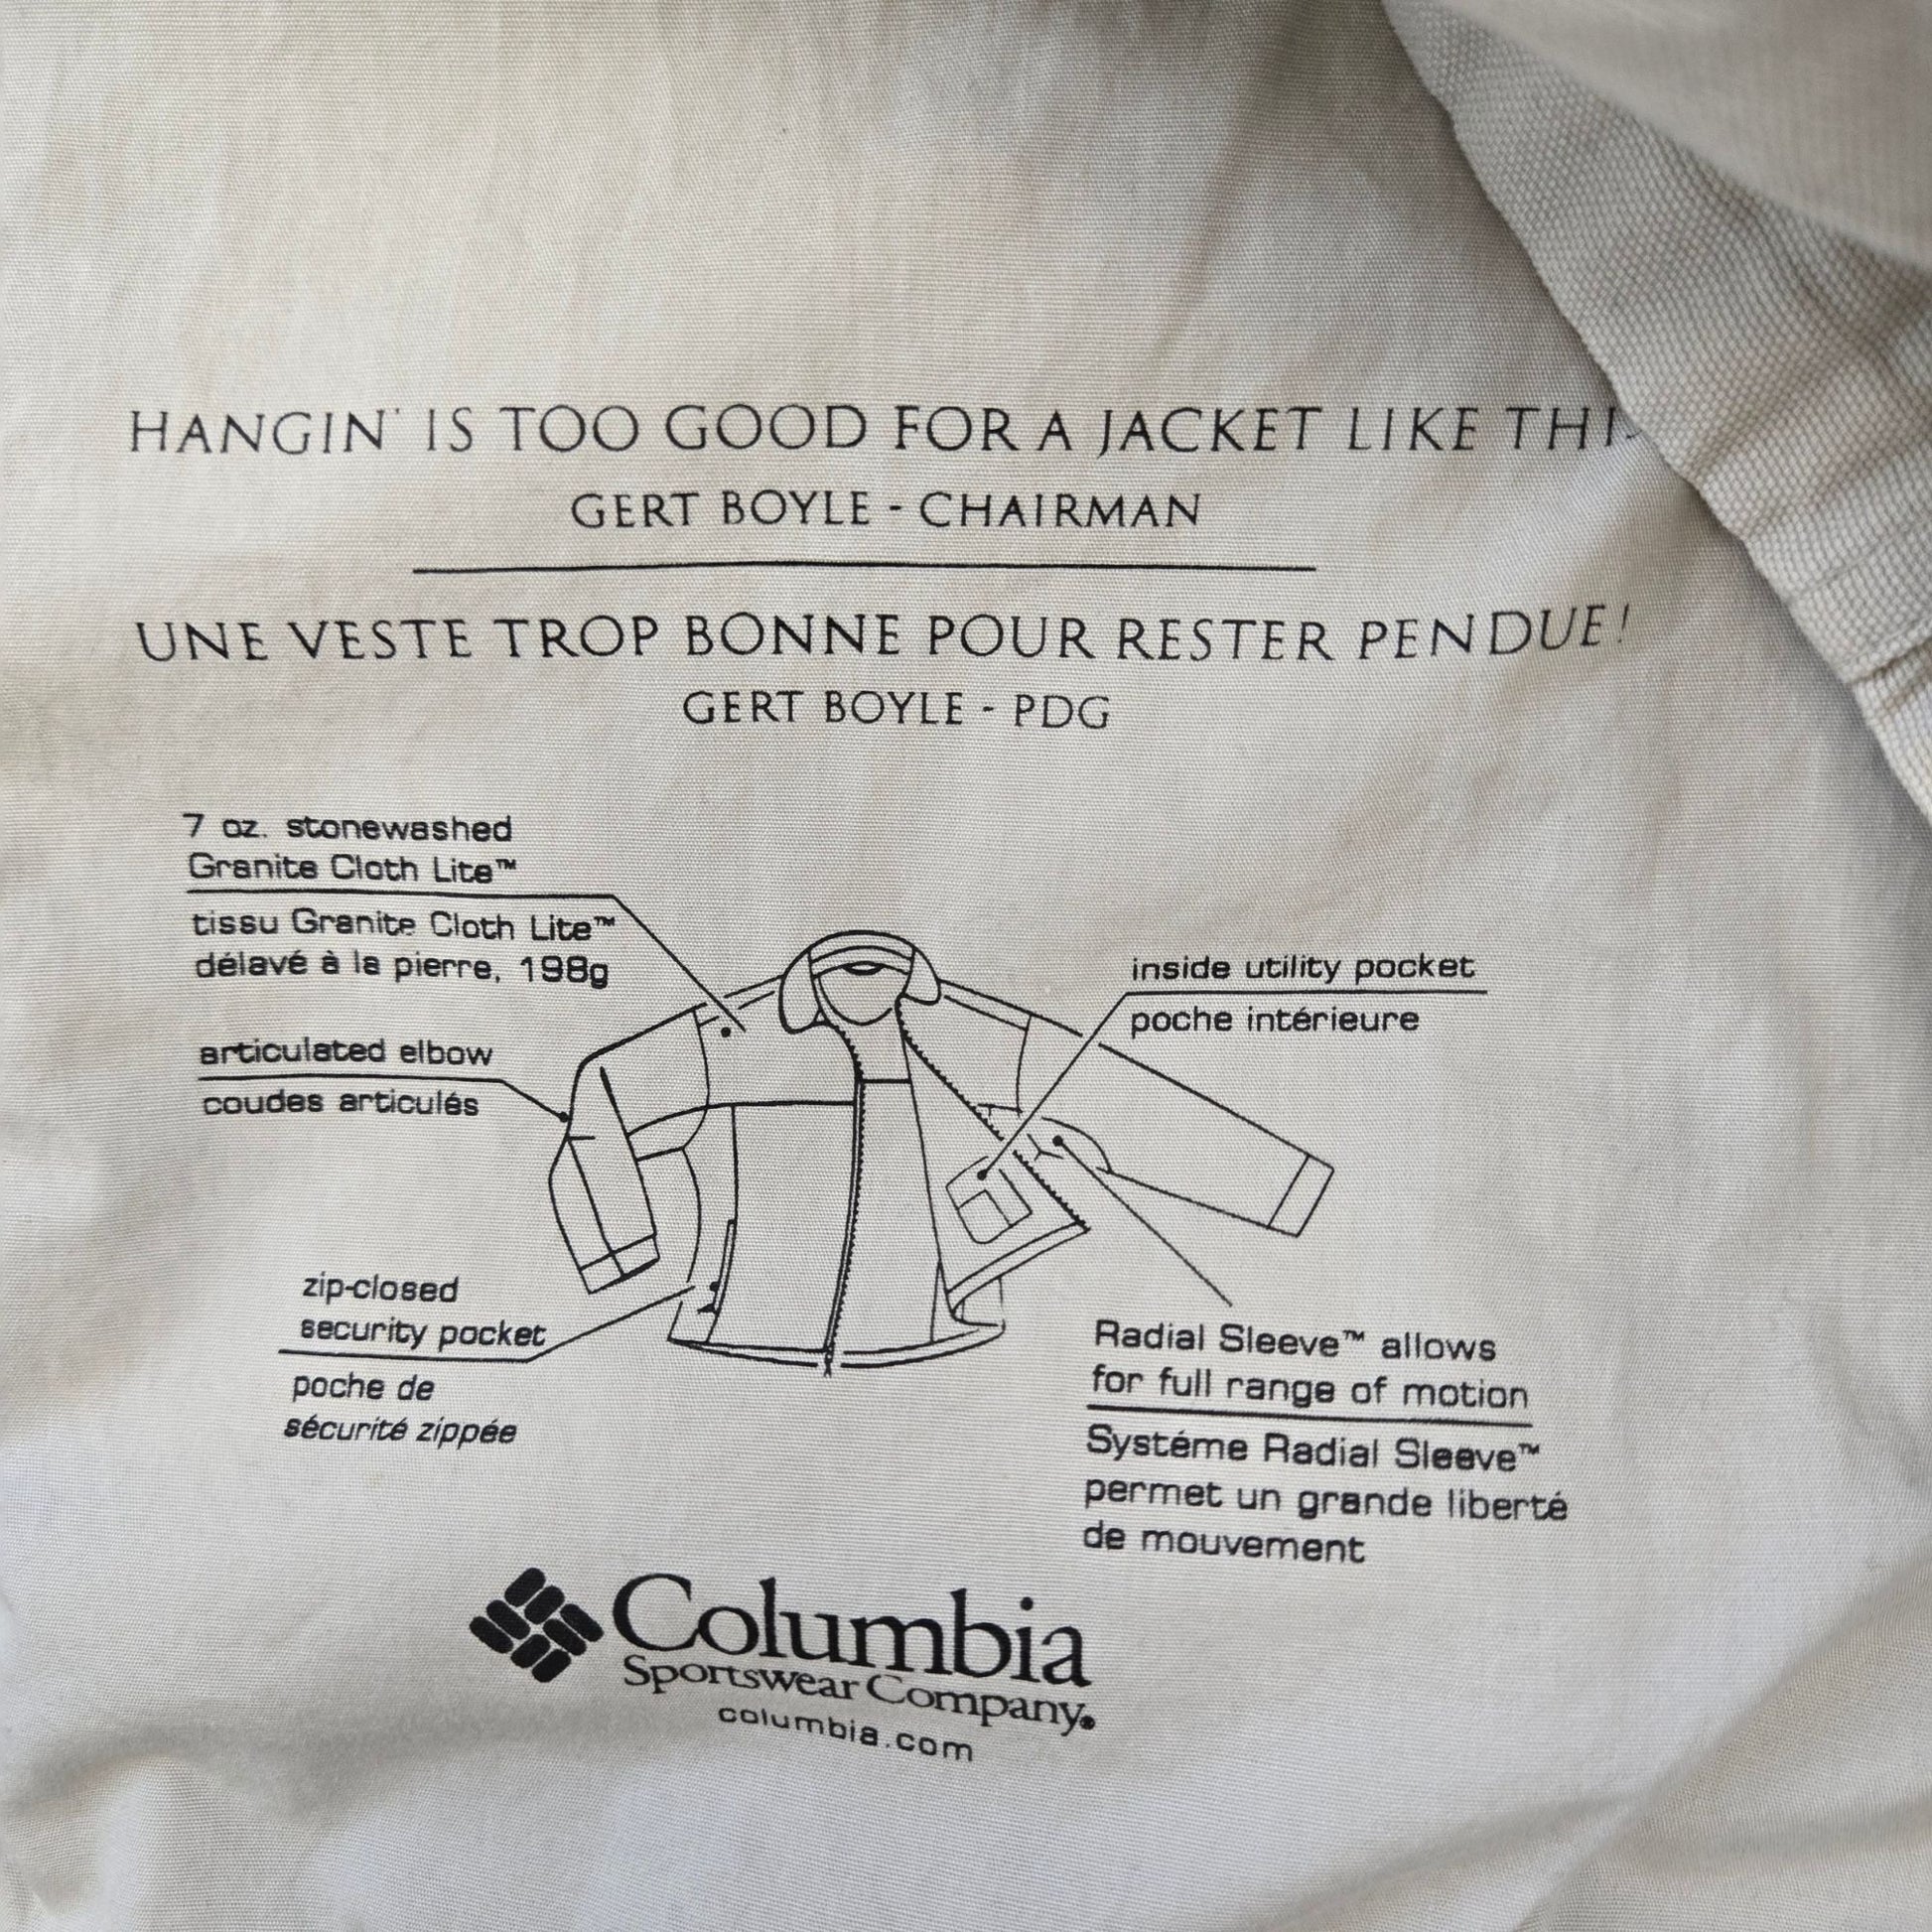 HANGIN' IS TOO GOOD FOR A JACKET LIKE
GERT BOYLE - CHAIRMAN
UNE VESTE TROP BONNE POUR RESTER PENDUE!
GERT BOYLE - PDG
7 oz. stonewashed
Granite Cloth Lite™
tissu Granite Cloth Lite™
délavé à la pierre, 198g
articulated elbow
coudes articulés
inside utility pocket
poche intérieure
zip-closed
security pocket
poche de
sécurité zippée
Radial Sleeve™ allows
for full range of motion
Systéme Radial Sleeve™
permet un grande liberté
de mouvement
Columbia
Sportswear Company®
columbia.com